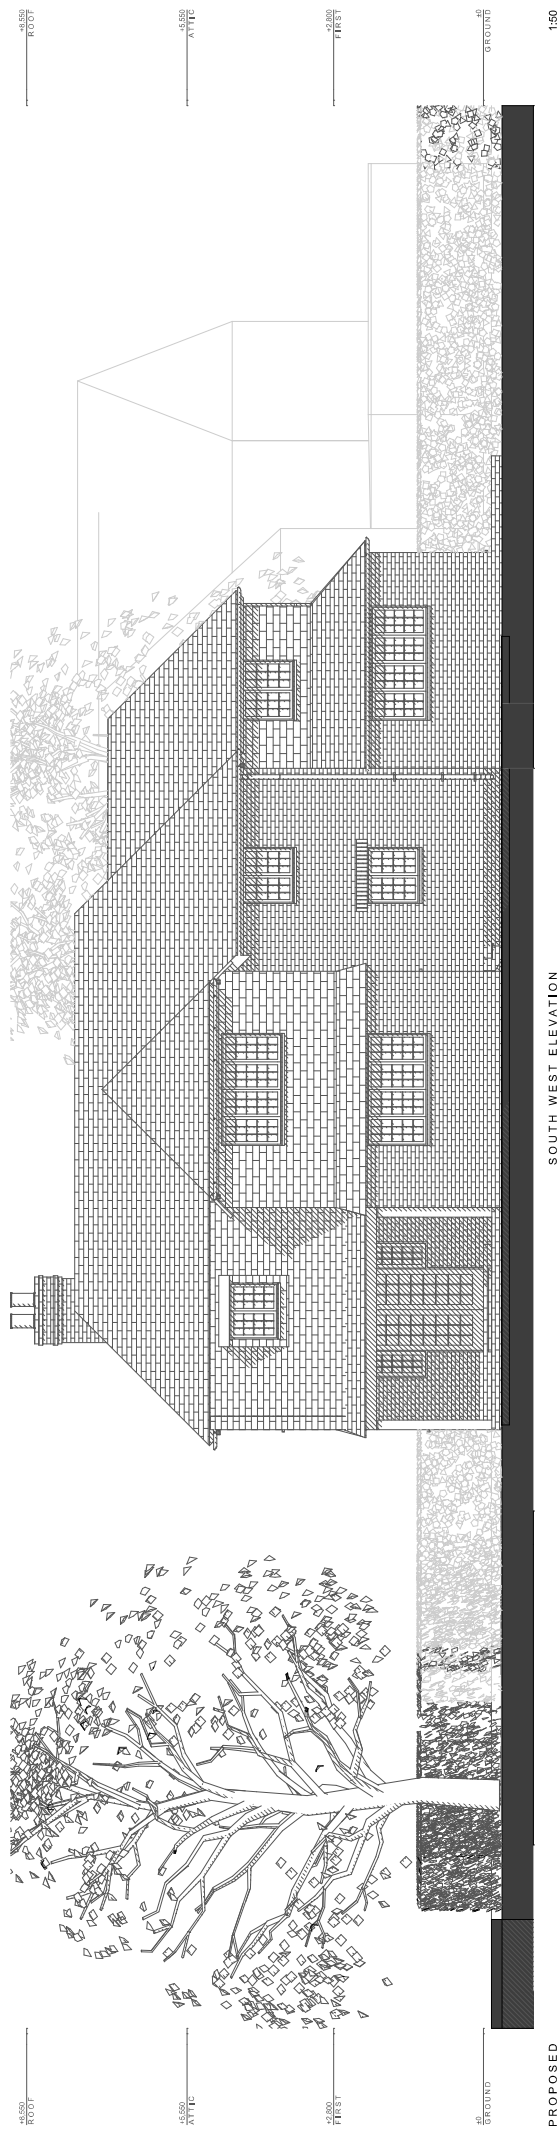 +8,550
ROOF
+5,550
ATTIC
+2,800
FIRST
±0
GROUND
+8,550
ROOF
+5,550
ATTIC
+2,800
FIRST
±0
GROUND
PROPOSED
SOUTH WEST ELEVATION
1:50